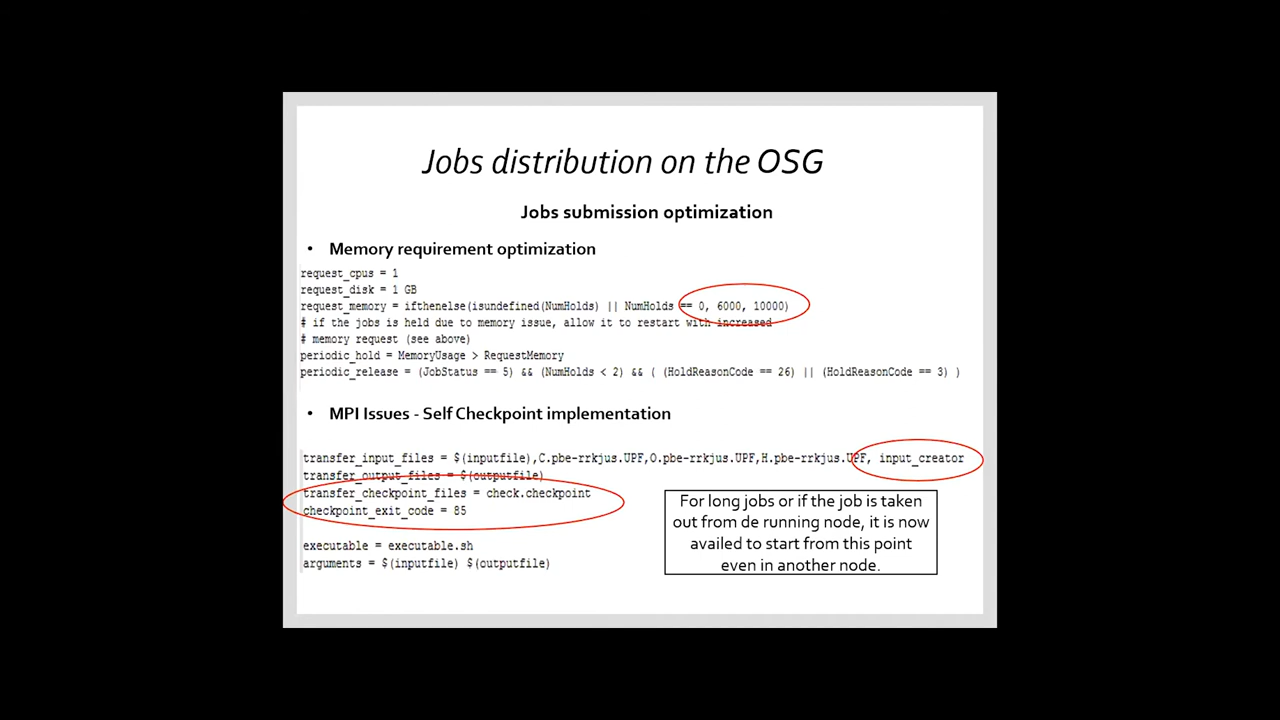 Jobs distribution on the OSG
Jobs submission optimization
• Memory requirement optimization
request_cpus = 1
request_disk = 1 GB
request_memory = ifthenelse(isundefined(NumHolds) || NumHolds == 0, 6000, 10000)
# if the jobs is held due to memory issue, allow it to restart with increased
# memory request (see above)
periodic_hold = MemoryUsage > RequestMemory
periodic_release = (JobStatus == 5) && (NumHolds < 2) && ( (HoldReasonCode == 26) || (HoldReasonCode == 3) )
• MPI Issues - Self Checkpoint implementation
transfer_input_files = $(inputfile),C.pbe-rrkjus.UPF,O.pbe-rrkjus.UPF,H.pbe-rrkjus.UPF, input_creator
transfer_output_files = $(outputfile)
transfer_checkpoint_files = check.checkpoint
checkpoint_exit_code = 85
executable = executable.sh
arguments = $(inputfile) $(outputfile)
For long jobs or if the job is taken
out from de running node, it is now
availed to start from this point
even in another node.